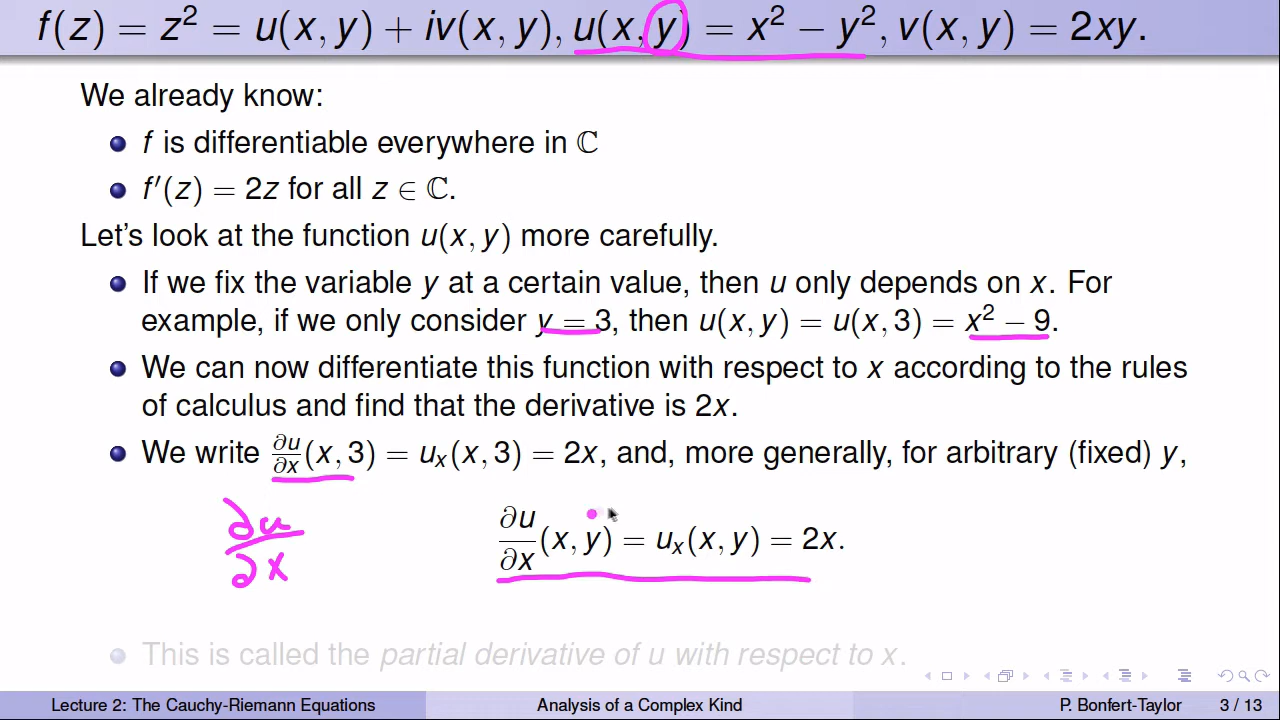 f(z) = z² = u(x, y) + iv(x, y), u(x, y) = x² − y², v(x, y) = 2xy.
We already know:
f is differentiable everywhere in ℂ
f′(z) = 2z for all z ∈ ℂ.
Let's look at the function u(x, y) more carefully.
If we fix the variable y at a certain value, then u only depends on x. For
example, if we only consider y = 3, then u(x, y) = u(x, 3) = x² − 9.
We can now differentiate this function with respect to x according to the rules
of calculus and find that the derivative is 2x.
We write ∂u/∂x(x, 3) = uₓ(x, 3) = 2x, and, more generally, for arbitrary (fixed) y,
∂u/∂x
∂u/∂x(x, y) = uₓ(x, y) = 2x.
This is called the partial derivative of u with respect to x.
Lecture 2: The Cauchy-Riemann Equations Analysis of a Complex Kind P. Bonfert-Taylor 3 / 13